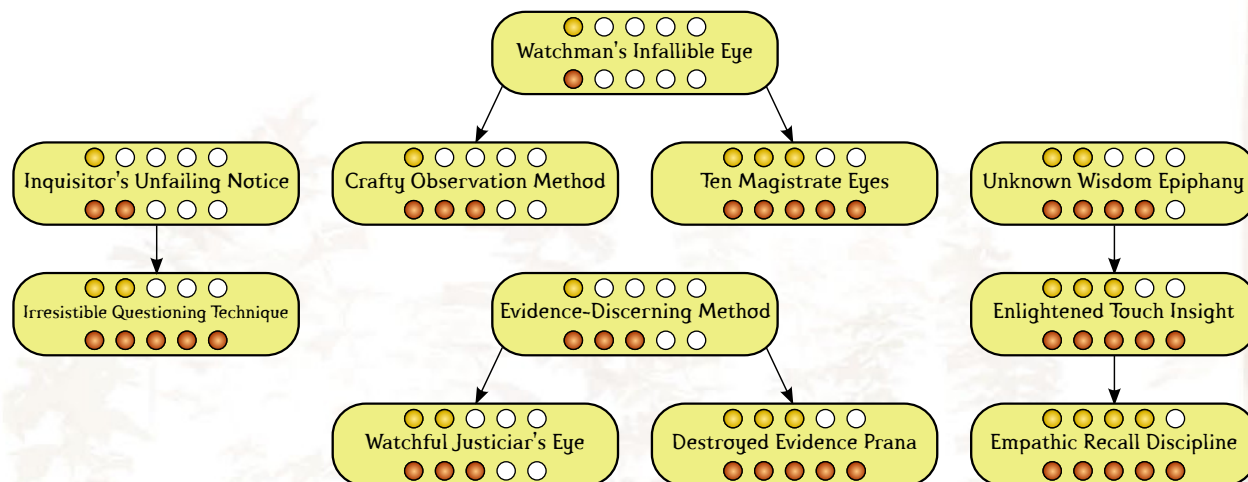 Watchman's Infallible Eye
Inquisitor's Unfailing Notice
Crafty Observation Method
Ten Magistrate Eyes
Unknown Wisdom Epiphany
Irresistible Questioning Technique
Evidence-Discerning Method
Enlightened Touch Insight
Watchful Justiciar's Eye
Destroyed Evidence Prana
Empathic Recall Discipline